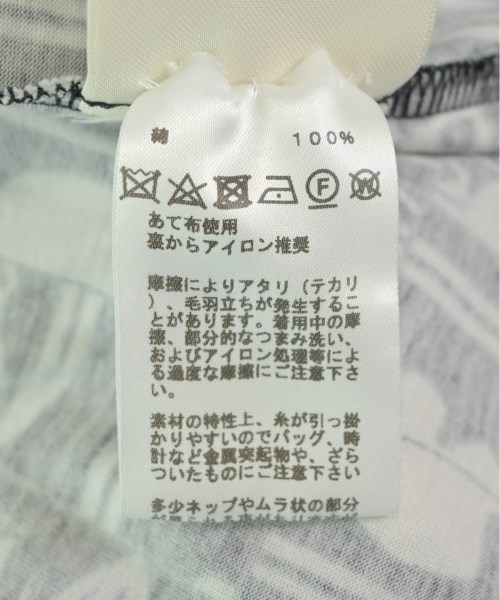 綿 100%
F W
あて布使用
裏からアイロン推奨
摩擦によりアタリ（テカリ
）、毛羽立ちが発生するこ
とがあります。着用中の摩
擦、部分的なつまみ洗い、
およびアイロン処理等によ
る過度な摩擦にご注意下さ
い。
素材の特性上、糸が引っ掛
かりやすいのでバッグ、時
計など金属突起物や、ざら
ついたものにご注意下さい
多少ネップやムラ状の部分